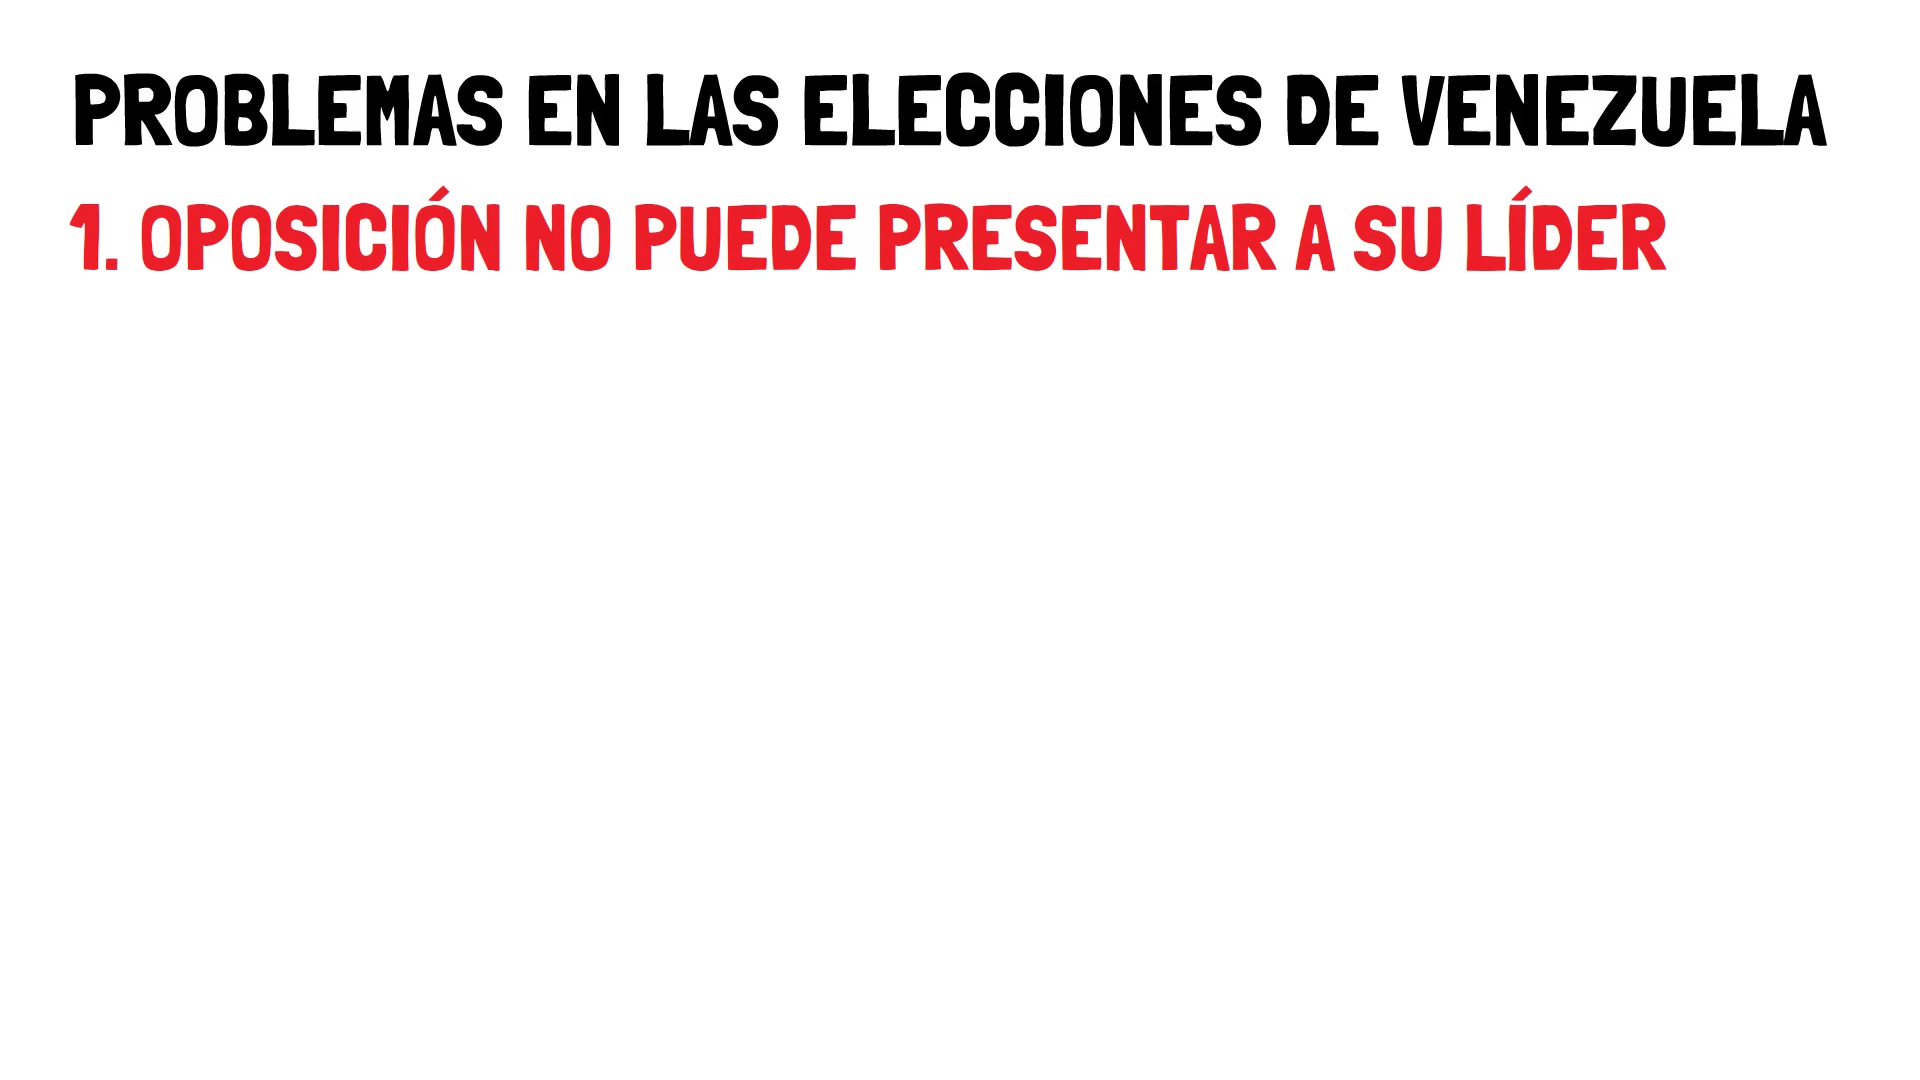 PROBLEMAS EN LAS ELECCIONES DE VENEZUELA
1. OPOSICIÓN NO PUEDE PRESENTAR A SU LÍDER